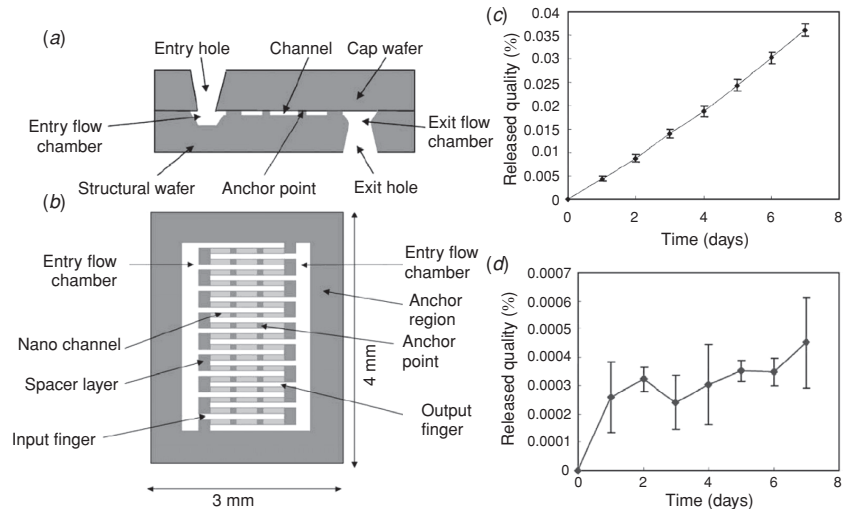 (a)
Entry hole
Channel
Cap wafer
Entry flow
chamber
Exit flow
chamber
Structural wafer
Anchor point
Exit hole
(b)
Entry flow
chamber
Entry flow
chamber
Anchor
region
Nano channel
Anchor
point
Spacer layer
4 mm
Input finger
Output
finger
3 mm
(c)
Released quality (%)
0.04
0.035
0.03
0.025
0.02
0.015
0.01
0.005
0
0 2 4 6 8
Time (days)
(d)
Released quality (%)
0.0007
0.0006
0.0005
0.0004
0.0003
0.0002
0.0001
0
0 2 4 6 8
Time (days)